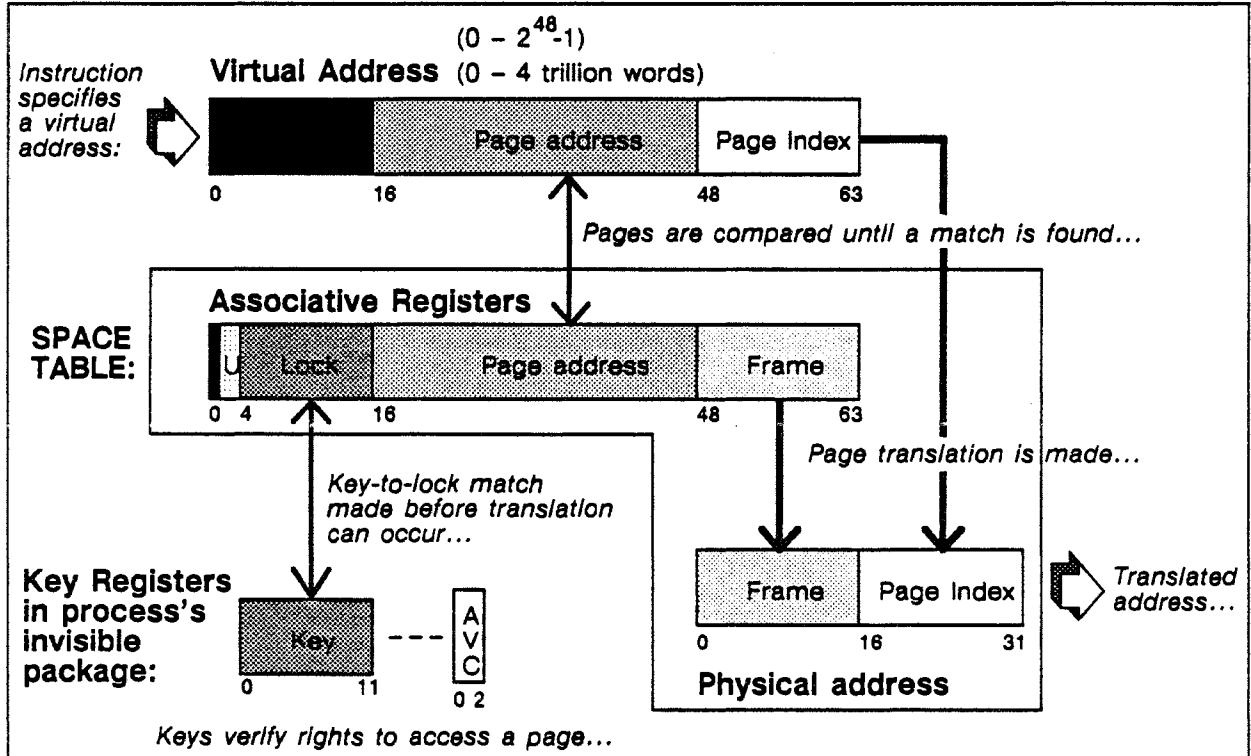 (0 – 2^48-1)
Instruction specifies a virtual address:
Virtual Address (0 – 4 trillion words)
Page address
Page Index
0
16
48
63
Pages are compared until a match is found...
SPACE TABLE:
Associative Registers
U
Lock
Page address
Frame
0
4
16
48
63
Key-to-lock match
made before translation
can occur...
Page translation is made...
Key Registers
in process's
invisible
package:
Key
0
11
A
V
C
0 2
Frame
Page Index
0
16
31
Physical address
Translated
address...
Keys verify rights to access a page...